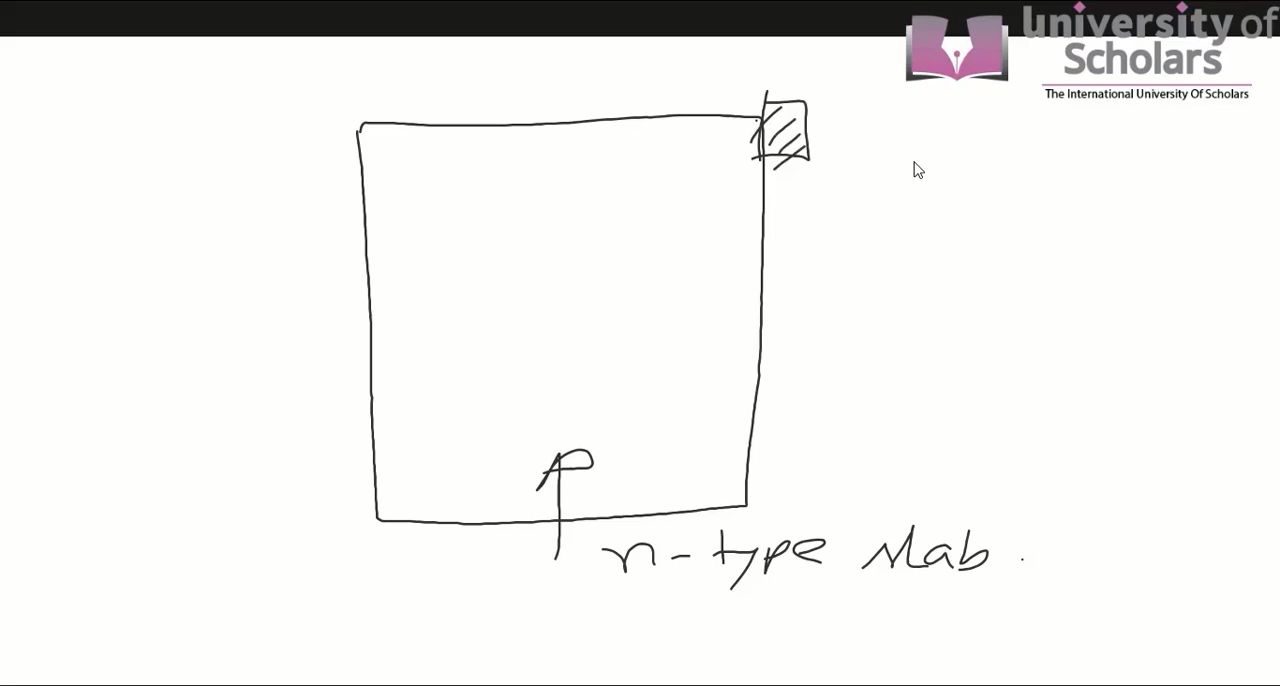 university of
Scholars
The International University Of Scholars
n-type slab.